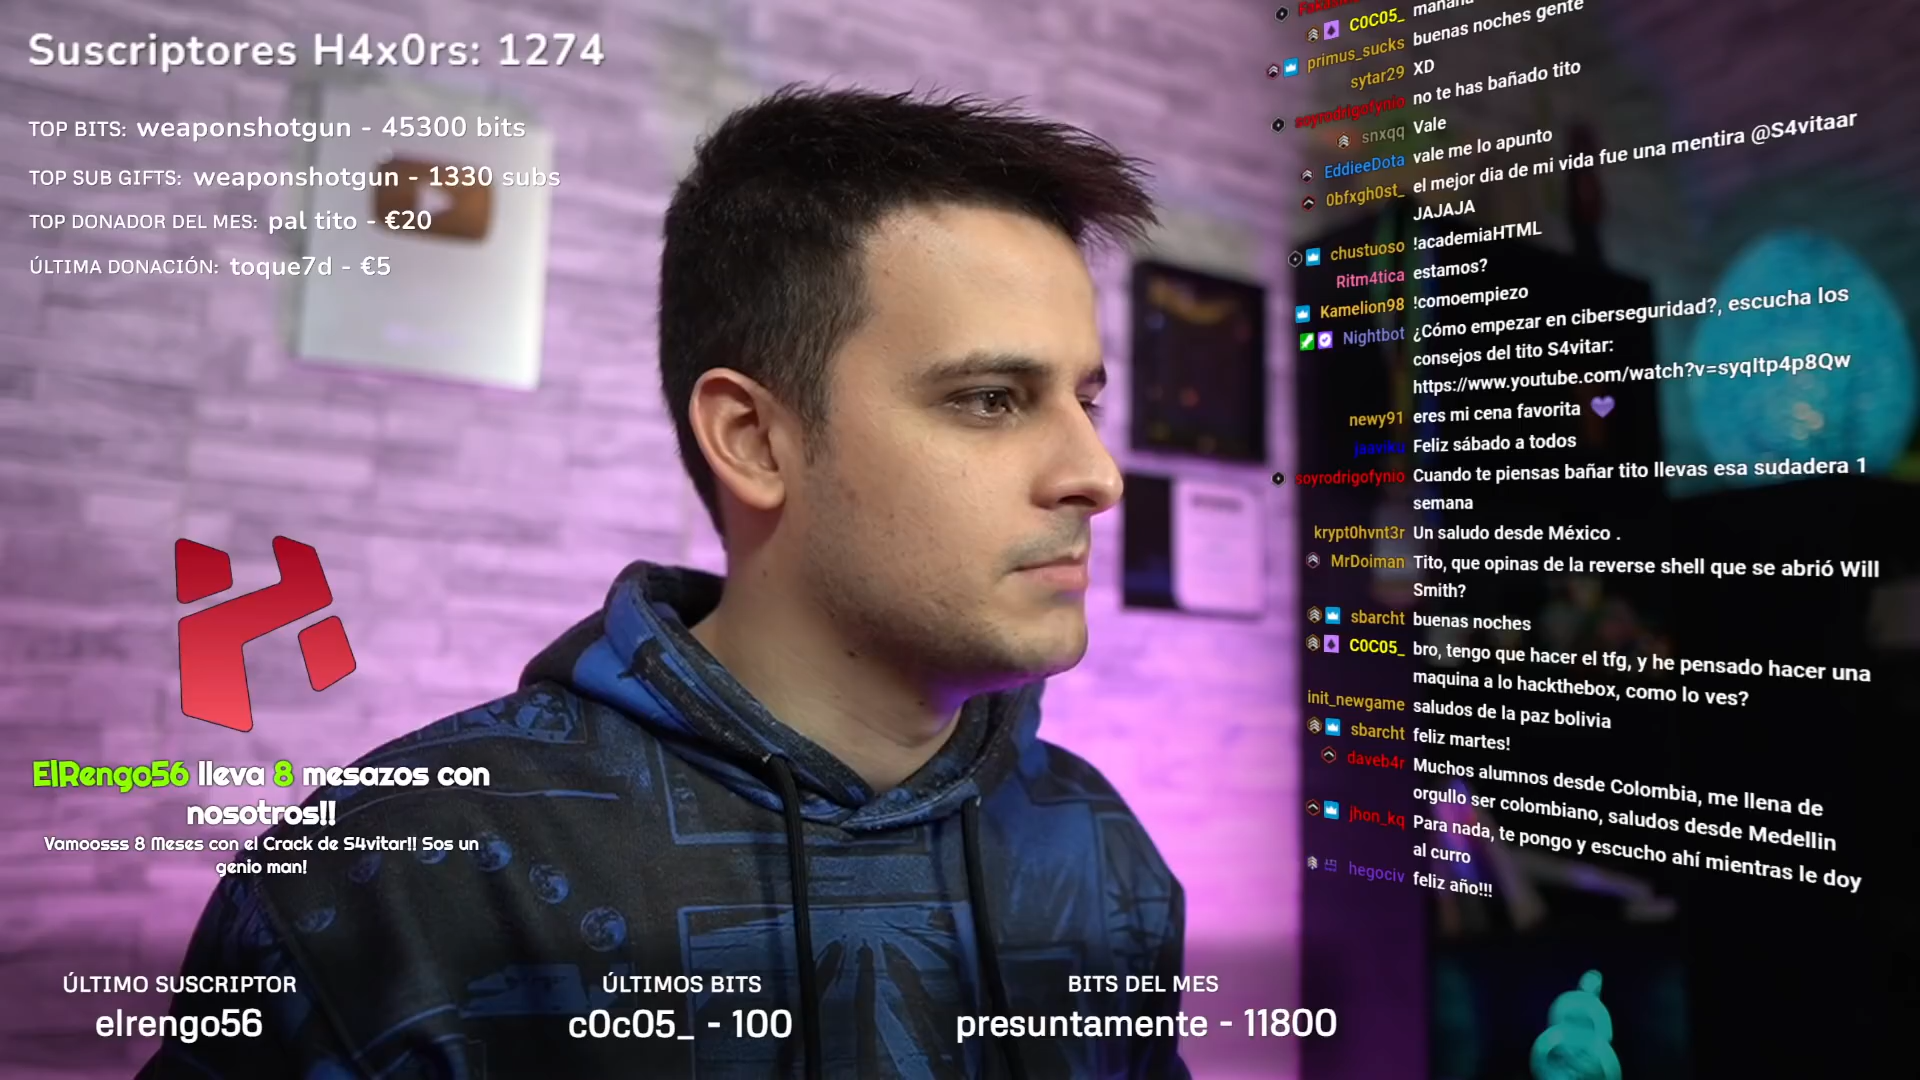 Suscriptores H4x0rs: 1274
TOP BITS: weaponshotgun - 45300 bits
TOP SUB GIFTS: weaponshotgun - 1330 subs
TOP DONADOR DEL MES: pal tito - €20
ÚLTIMA DONACIÓN: toque7d - €5
ElRengo56 lleva 8 mesazos con
nosotros!!
Vamoosss 8 Meses con el Crack de S4vitar!! Sos un
genio man!
ÚLTIMO SUSCRIPTOR
elrengo56
ÚLTIMOS BITS
c0c05_ - 100
BITS DEL MES
presuntamente - 11800
C0C05_ mañana
primus_sucks buenas noches gente
sytar29 XD
soyrodrigofynio no te has bañado tito
snxqq Vale
EddieeDota vale me lo apunto
0bfxgh0st_ el mejor dia de mi vida fue una mentira @S4vitaar
JAJAJA
chustuoso !academiaHTML
Ritm4tica estamos?
Kamelion98 !comoempiezo
Nightbot ¿Cómo empezar en ciberseguridad?, escucha los
consejos del tito S4vitar:
https://www.youtube.com/watch?v=syqItp4p8Qw
newy91 eres mi cena favorita
jaaviku Feliz sábado a todos
soyrodrigofynio Cuando te piensas bañar tito llevas esa sudadera 1
semana
krypt0hvnt3r Un saludo desde México .
MrDoiman Tito, que opinas de la reverse shell que se abrió Will
Smith?
sbarcht buenas noches
C0C05_ bro, tengo que hacer el tfg, y he pensado hacer una
maquina a lo hackthebox, como lo ves?
init_newgame saludos de la paz bolivia
sbarcht feliz martes!
daveb4r Muchos alumnos desde Colombia, me llena de
orgullo ser colombiano, saludos desde Medellin
jhon_kq Para nada, te pongo y escucho ahí mientras le doy
al curro
hegociv feliz año!!!